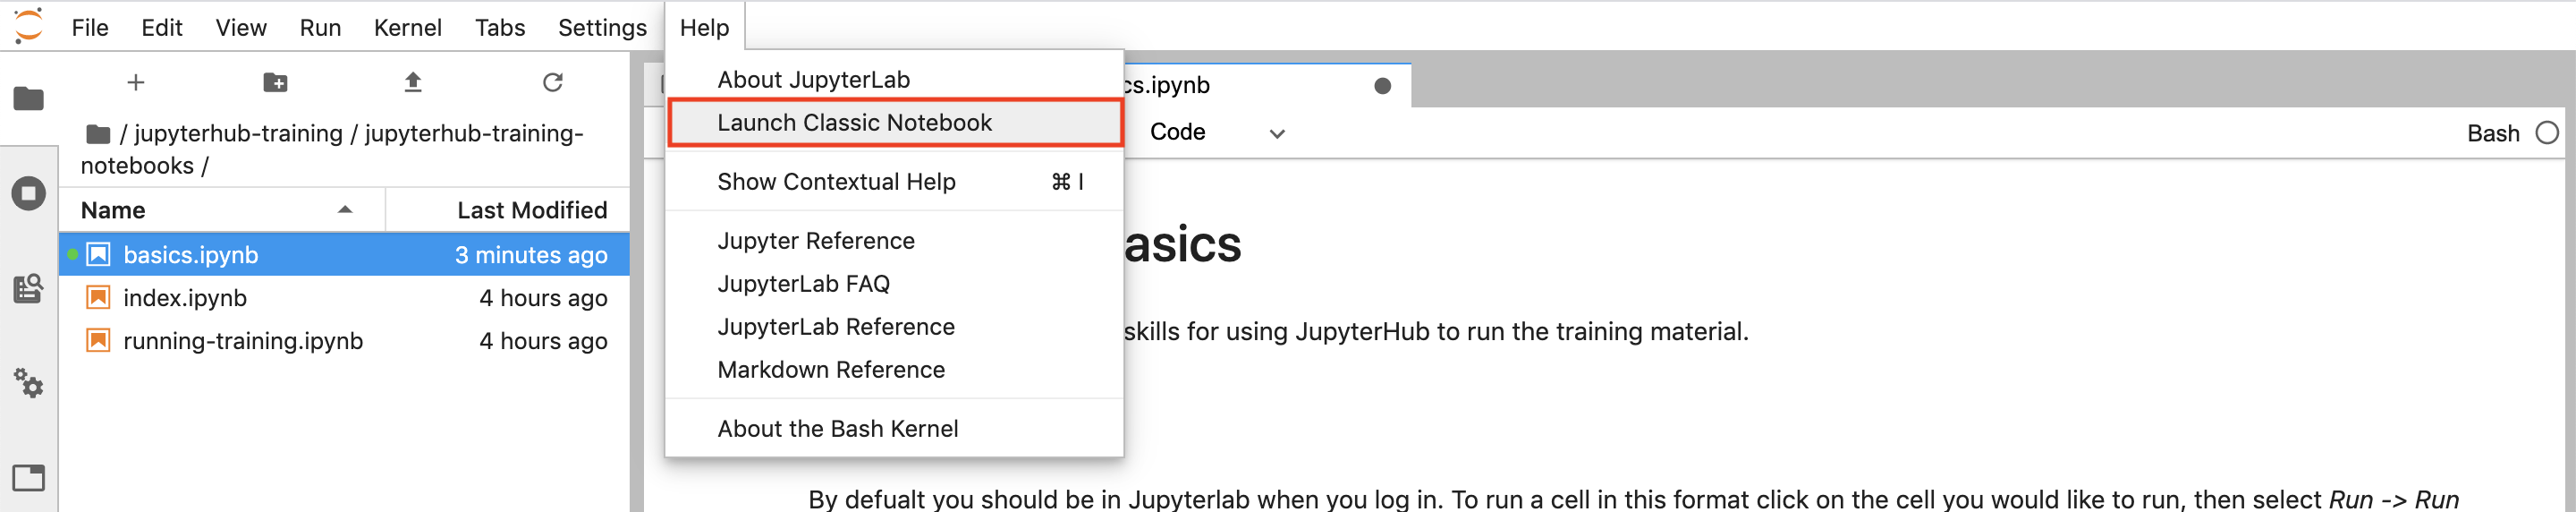 File Edit View Run Kernel Tabs Settings Help
/ jupyterhub-training / jupyterhub-training-
notebooks /
Name Last Modified
basics.ipynb 3 minutes ago
index.ipynb 4 hours ago
running-training.ipynb 4 hours ago
About JupyterLab
Launch Classic Notebook
Show Contextual Help ⌘ I
Jupyter Reference
JupyterLab FAQ
JupyterLab Reference
Markdown Reference
About the Bash Kernel
cs.ipynb
Code Bash
asics
skills for using JupyterHub to run the training material.
By defualt you should be in Jupyterlab when you log in. To run a cell in this format click on the cell you would like to run, then select Run -> Run